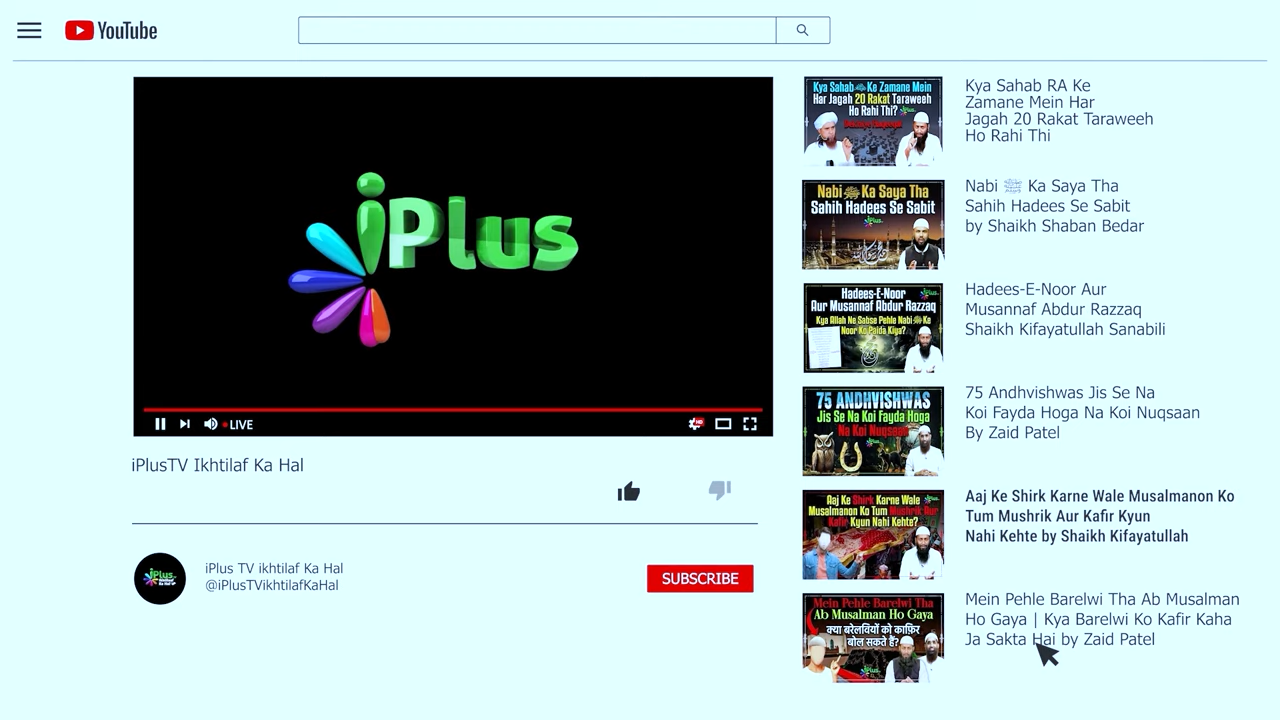 YouTube
iPlus
LIVE
HD
iPlusTV Ikhtilaf Ka Hal
iPlus TV ikhtilaf Ka Hal
@iPlusTVikhtilafKaHal
SUBSCRIBE
iPlus
Kya Sahab ﷺ Ke Zamane Mein
Har Jagah 20 Rakat Taraweeh
Ho Rahi Thi?
Kya Sahab RA Ke
Zamane Mein Har
Jagah 20 Rakat Taraweeh
Ho Rahi Thi
Nabi ﷺ Ka Saya Tha
Sahih Hadees Se Sabit
iPlus
Nabi ﷺ Ka Saya Tha
Sahih Hadees Se Sabit
by Shaikh Shaban Bedar
Hadees-E-Noor Aur
Aur Musannaf Abdur Razzaq
Kya Allah Ne Sabse Pehle Nabi ﷺ Ke
Noor Ko Paida Kiya?
Hadees-E-Noor Aur
Musannaf Abdur Razzaq
Shaikh Kifayatullah Sanabili
75 ANDHVISHWAS
Jis Se Na Koi Fayda Hoga
Na Koi Nuqsaan
iPlus
75 Andhvishwas Jis Se Na
Koi Fayda Hoga Na Koi Nuqsaan
By Zaid Patel
Aaj Ke Shirk Karne Wale
Musalmanon Ko Tum Mushrik Aur
Kafir Kyun Nahi Kehte?
Aaj Ke Shirk Karne Wale Musalmanon Ko
Tum Mushrik Aur Kafir Kyun
Nahi Kehte by Shaikh Kifayatullah
Mein Pehle Barelwi Tha
Ab Musalman Ho Gaya
क्या बरेलवियों को काफ़िर
बोल सकते हैं?
iPlus
Mein Pehle Barelwi Tha Ab Musalman
Ho Gaya | Kya Barelwi Ko Kafir Kaha
Ja Sakta Hai by Zaid Patel